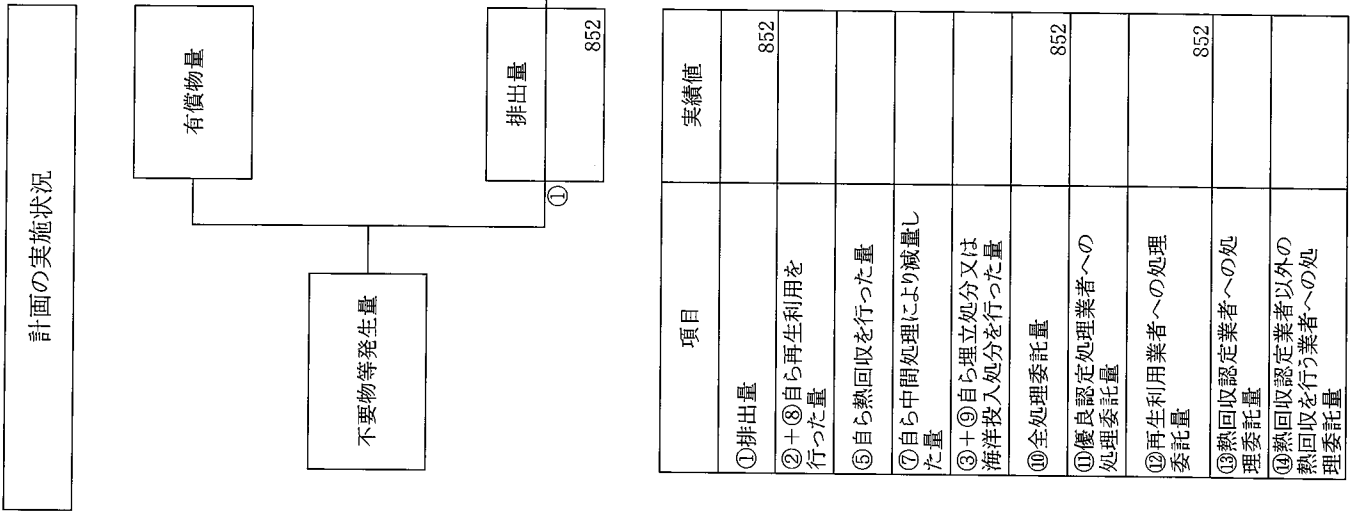 計画の実施状況
有償物量
不要物等発生量
排出量
①
852
項目
実績値
①排出量
852
②+⑧自ら再生利用を
行った量
⑤自ら熱回収を行った量
⑦自ら中間処理により減量し
た量
③+⑨自ら埋立処分又は
海洋投入処分を行った量
⑩全処理委託量
852
⑪優良認定処理業者への
処理委託量
⑫再生利用業者への処理
委託量
852
⑬熱回収認定業者への処
理委託量
⑭熱回収認定業者以外の
熱回収を行う業者への処
理委託量